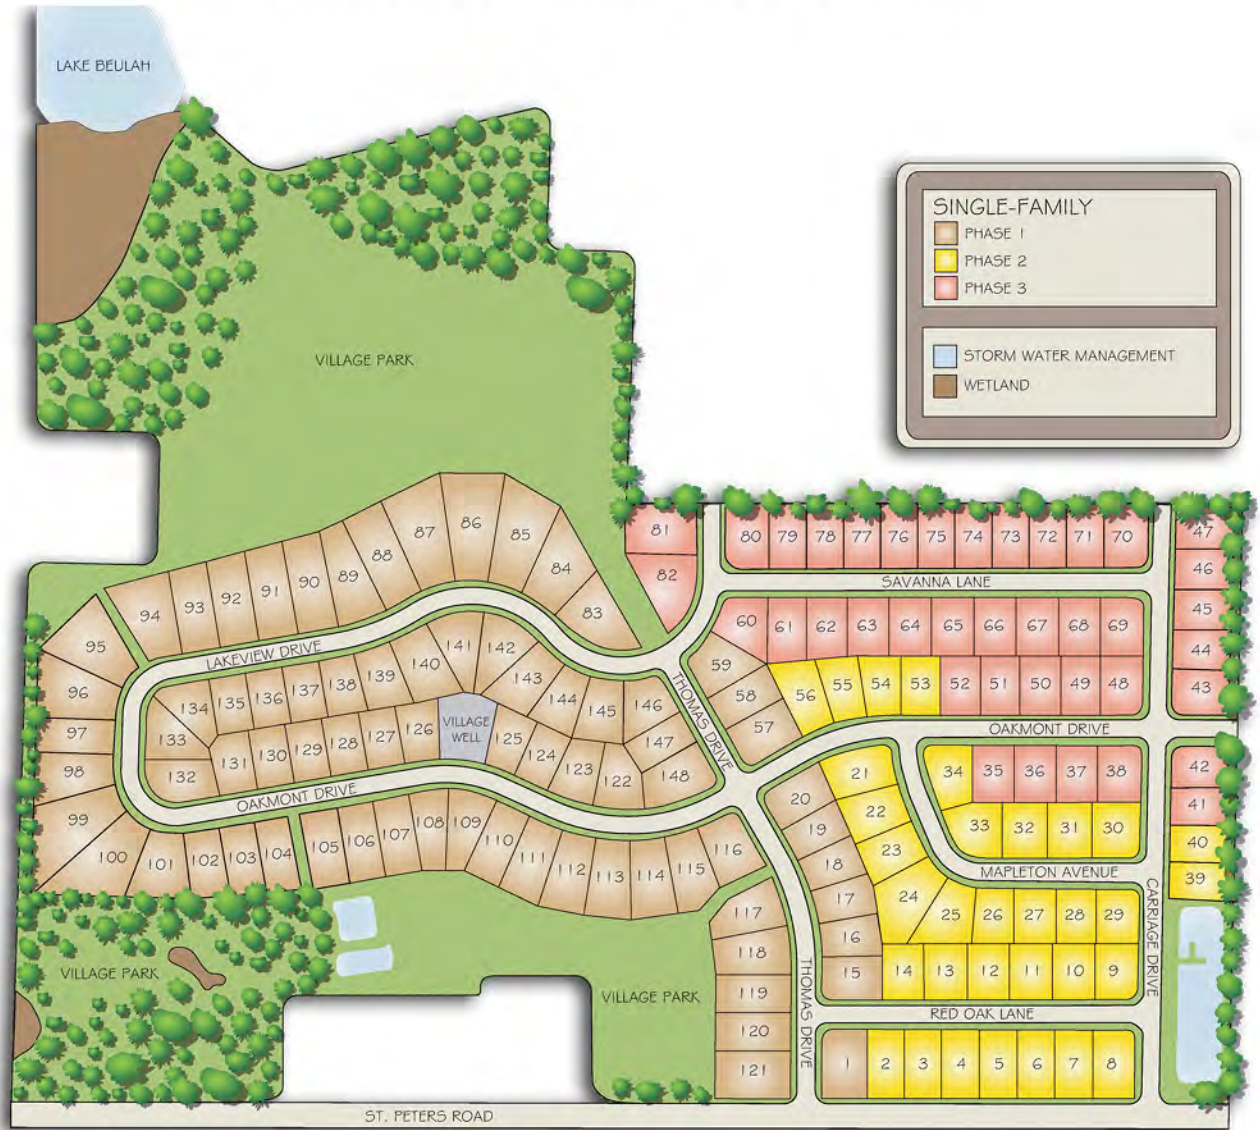 LAKE BEULAH
SINGLE-FAMILY
PHASE 1
PHASE 2
PHASE 3
STORM WATER MANAGEMENT
WETLAND
VILLAGE PARK
81
80 79 78 77 76 75 74 73 72 71 70
47
82
SAVANNA LANE
46
45
44
43
60 61 62 63 64 65 66 67 68 69
59
58
57
56 55 54 53 52 51 50 49 48
94 93 92 91 90 89 88 87 86 85 84 83
95
96
97
98
99
100 101 102 103 104 105 106 107 108 109 110 111 112 113 114 115 116
LAKEVIEW DRIVE
THOMAS DRIVE
OAKMONT DRIVE
133 134 135 136 137 138 139 140 141 142 143 144 145 146
147
148
132 131 130 129 128 127 126
VILLAGE
WELL
125 124 123 122
OAKMONT DRIVE
21
22
23
24
25 26 27 28 29
34 35 36 37 38
33 32 31 30
42
41
40
39
MAPLETON AVENUE
CARRIAGE DRIVE
20
19
18
17
16
15 14 13 12 11 10 9
117
118
119
120
121
THOMAS DRIVE
RED OAK LANE
1 2 3 4 5 6 7 8
VILLAGE PARK
VILLAGE PARK
ST. PETERS ROAD